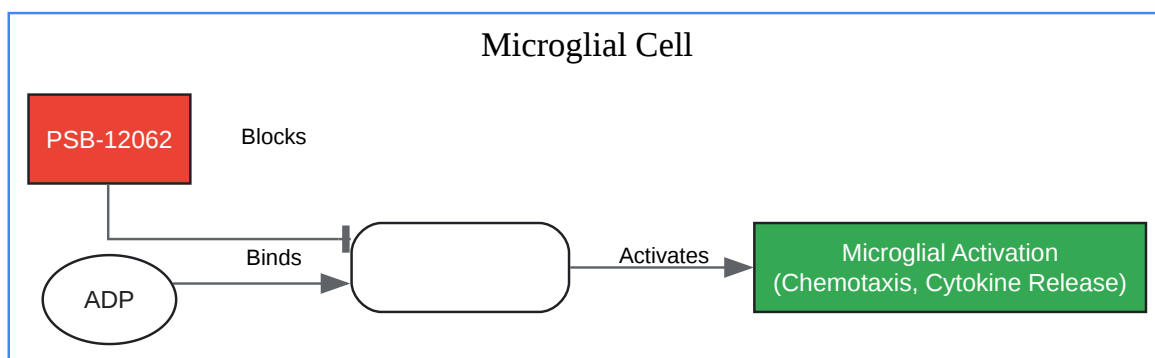 Microglial Cell
PSB-12062
Blocks
Binds
ADP
Activates
Microglial Activation
(Chemotaxis, Cytokine Release)